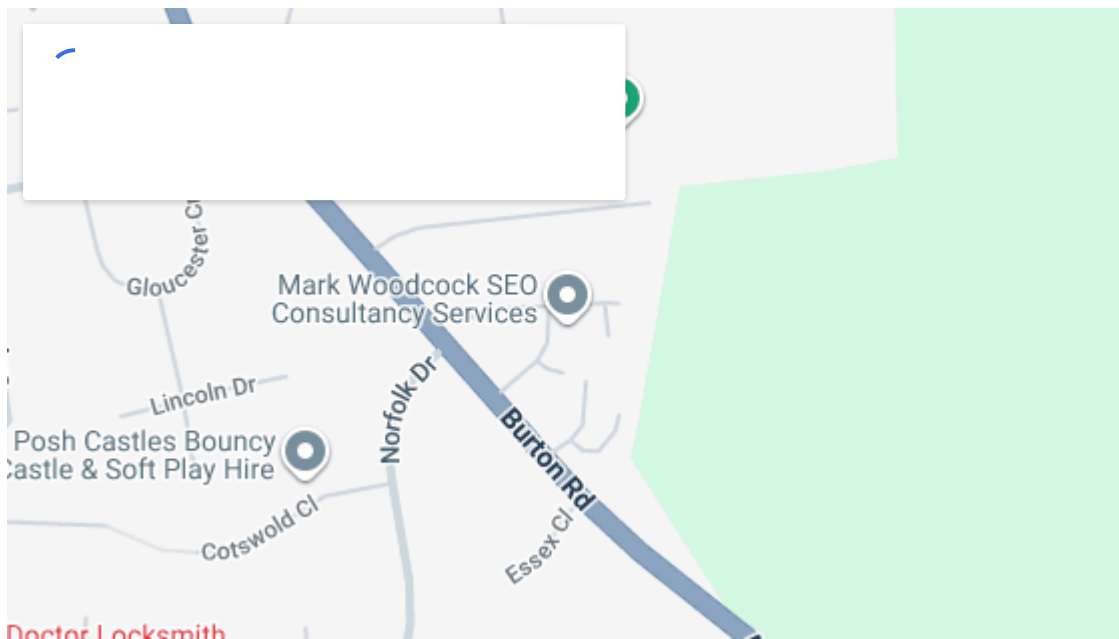 Gloucester
Mark Woodcock SEO
Consultancy Services
Norfolk Dr
Lincoln Dr
Burton Rd
Posh Castles Bouncy
Castle & Soft Play Hire
Cotswold Cl
Essex Cl
Doctor Locksmith